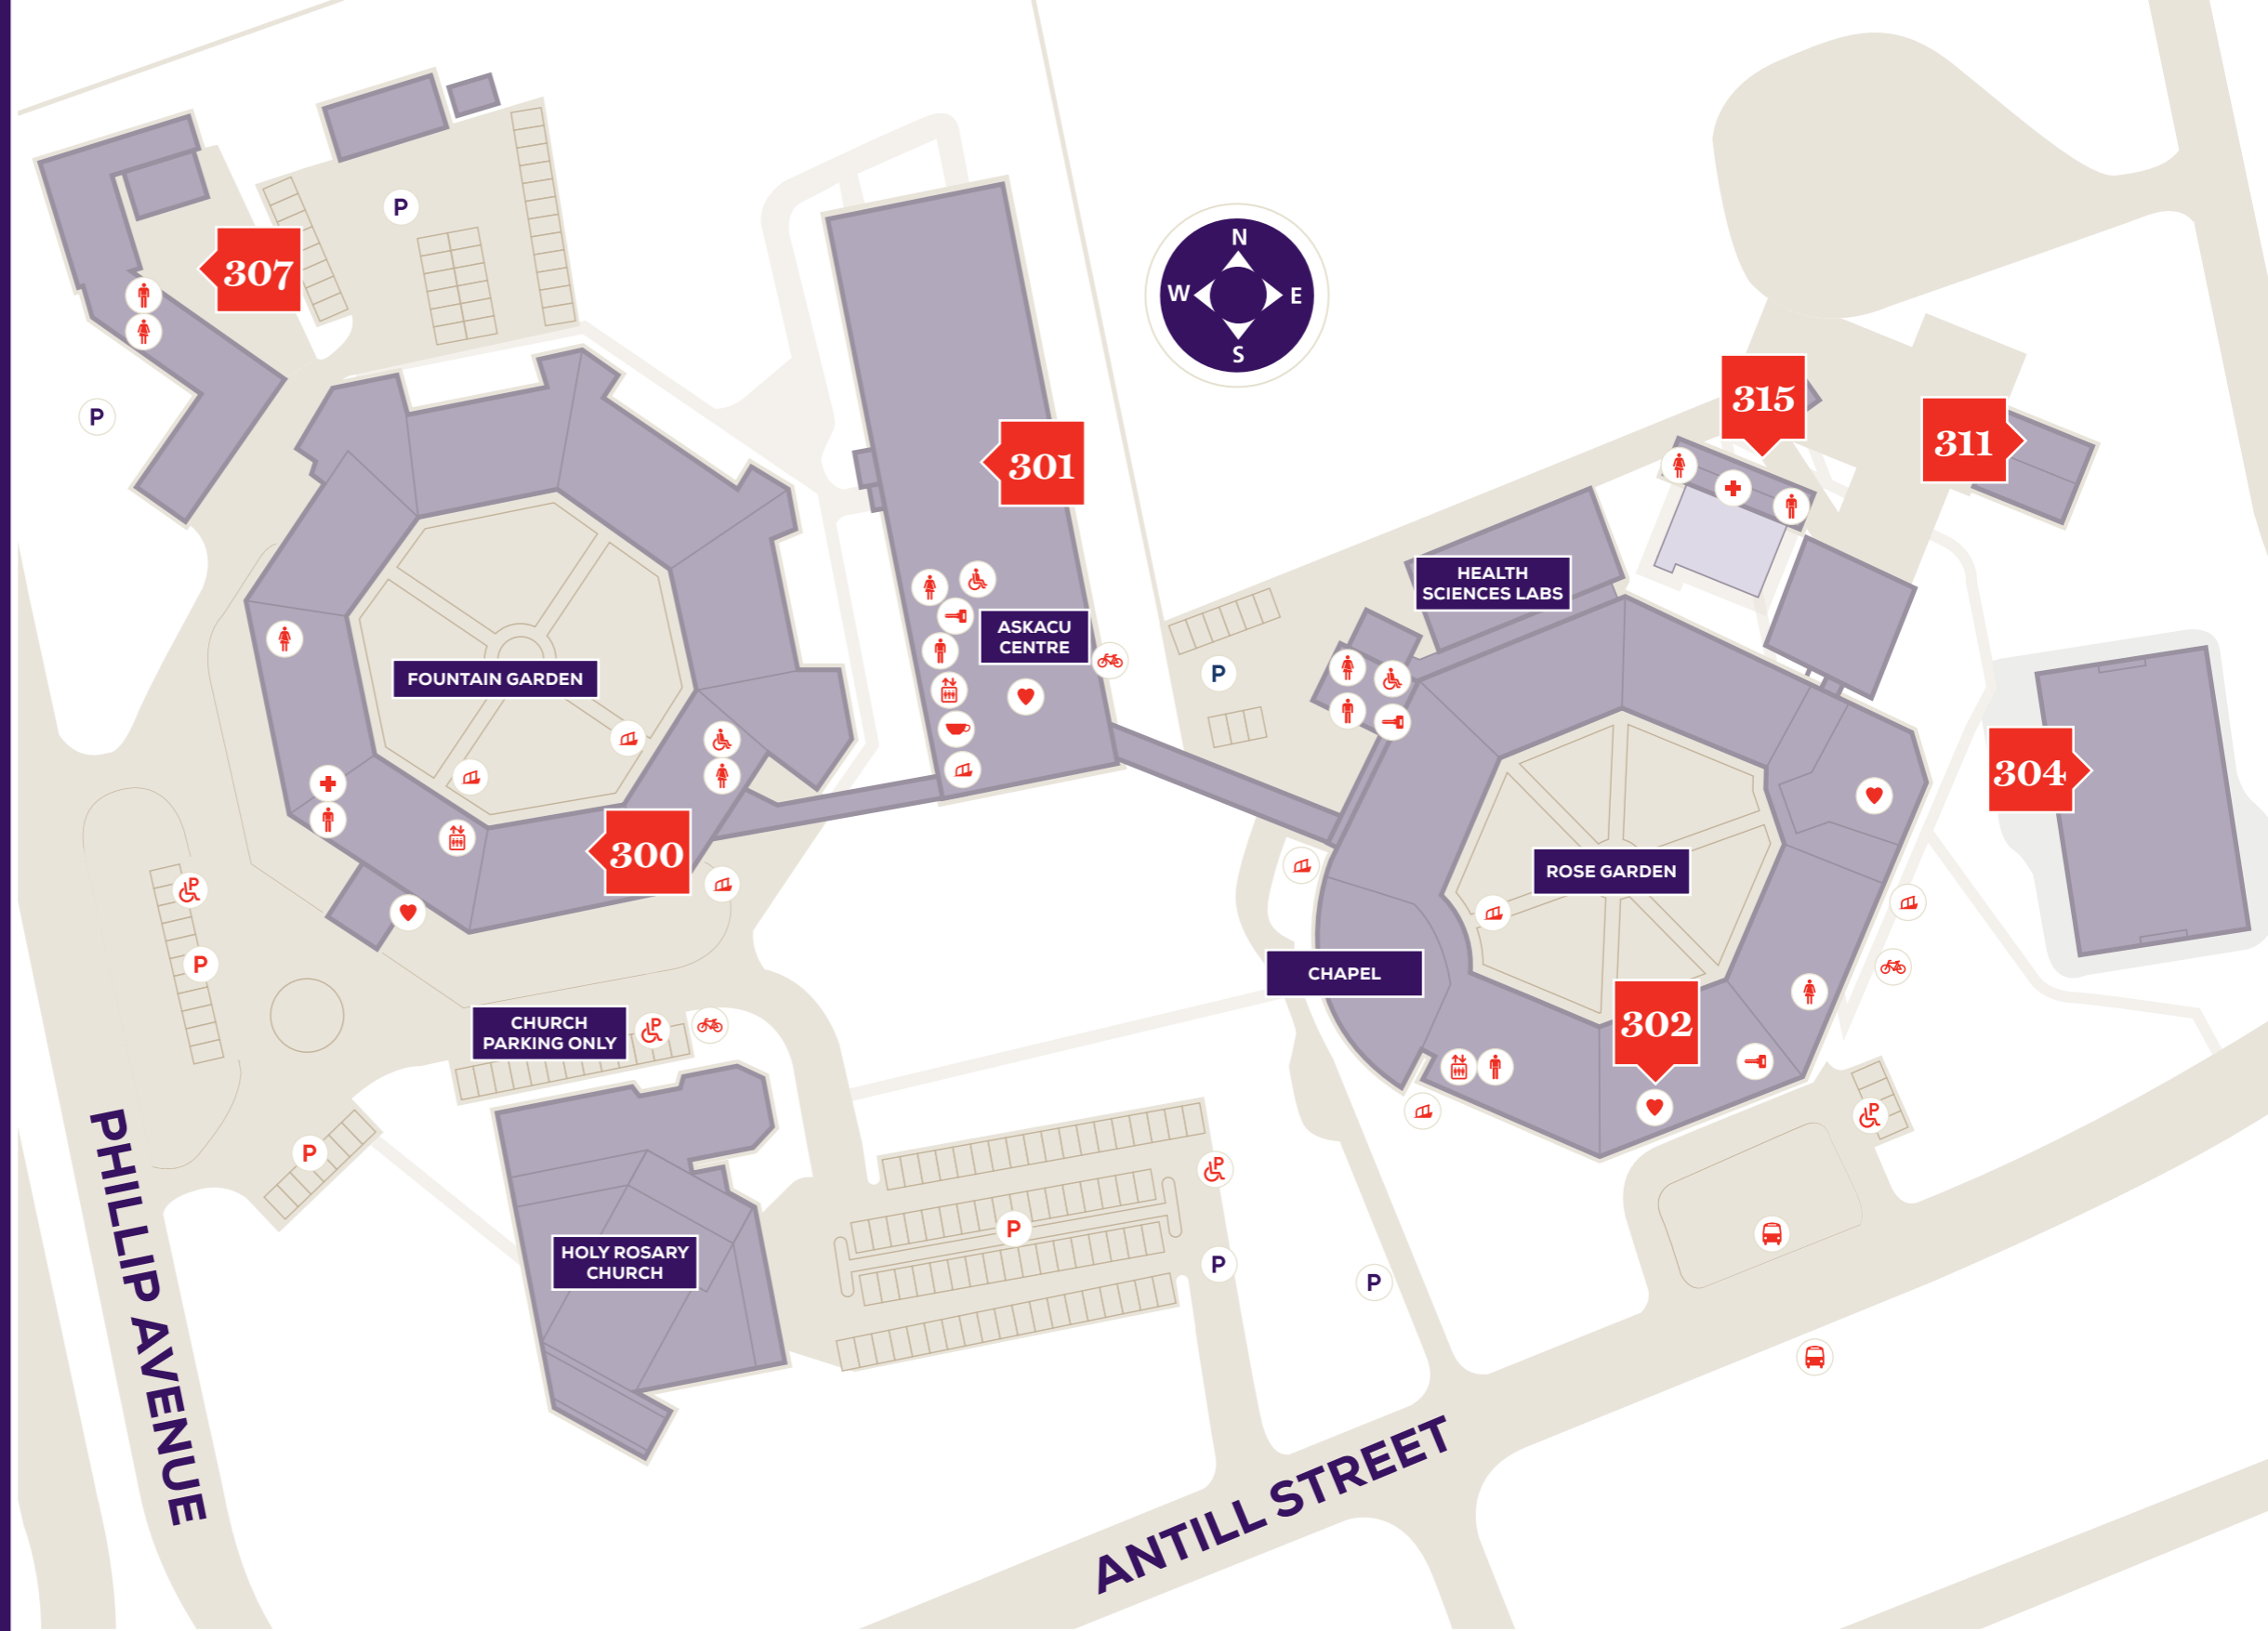 P
307
N
W
E
S
315
P
311
301
HEALTH
SCIENCES LABS
ASKACU
CENTRE
P
FOUNTAIN GARDEN
304
300
ROSE GARDEN
P
P
CHAPEL
CHURCH
PARKING ONLY
P
302
P
P
P
HOLY ROSARY
CHURCH
P
P
P
P
PHILLIP AVENUE
ANTILL STREET